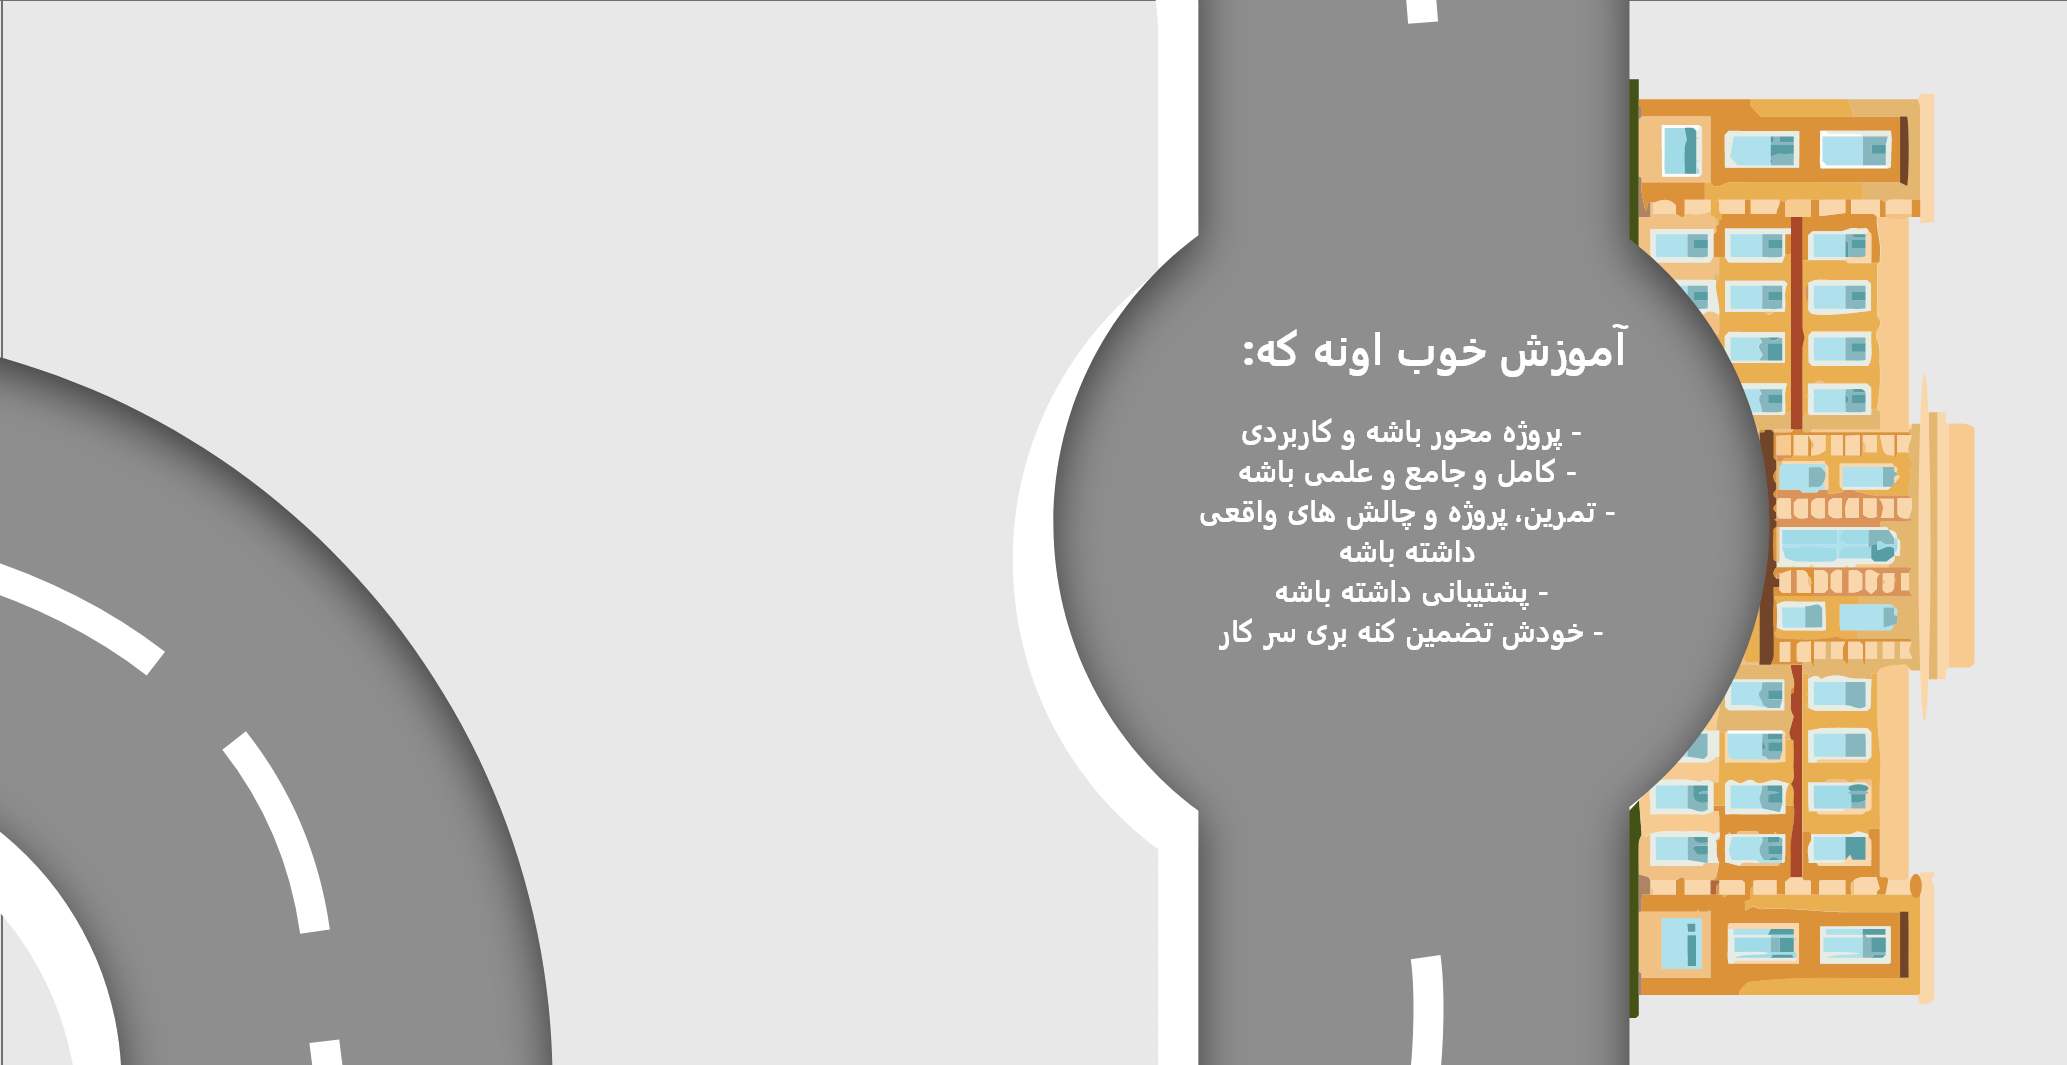 آموزش خوب اونه که:
- پروژه محور باشه و کاربردی
- کامل و جامع و علمی باشه
- تمرین، پروژه و چالش های واقعی
داشته باشه
- پشتیبانی داشته باشه
- خودش تضمین کنه بری سر کار